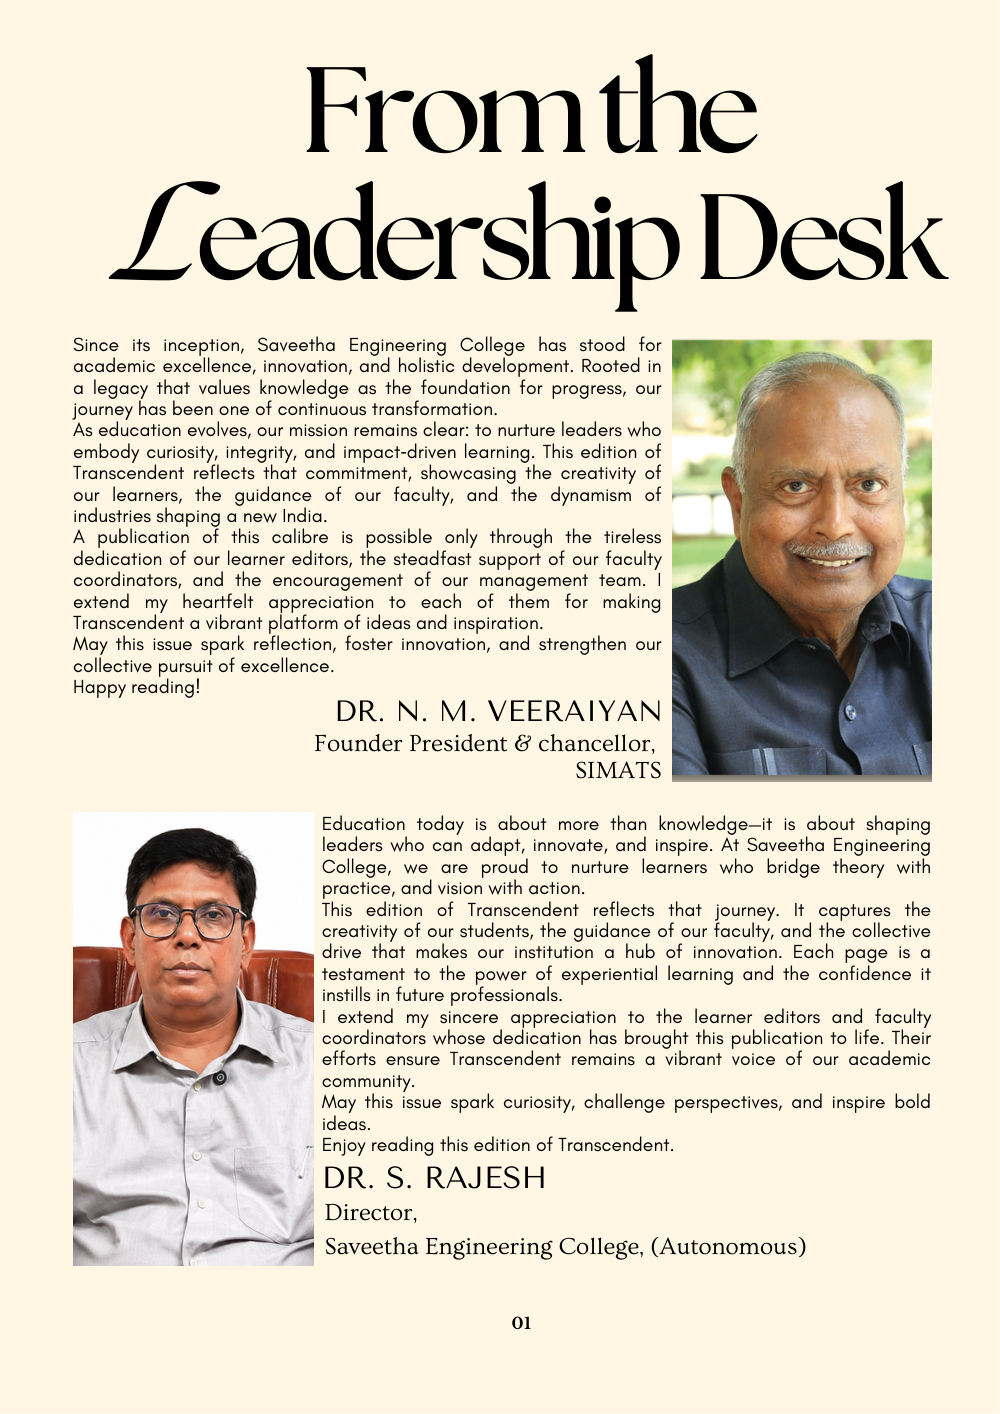 From the
Leadership Desk
Since its inception, Saveetha Engineering College has stood for
academic excellence, innovation, and holistic development. Rooted in
a legacy that values knowledge as the foundation for progress, our
journey has been one of continuous transformation.
As education evolves, our mission remains clear: to nurture leaders who
embody curiosity, integrity, and impact-driven learning. This edition of
Transcendent reflects that commitment, showcasing the creativity of
our learners, the guidance of our faculty, and the dynamism of
industries shaping a new India.
A publication of this calibre is possible only through the tireless
dedication of our learner editors, the steadfast support of our faculty
coordinators, and the encouragement of our management team. I
extend my heartfelt appreciation to each of them for making
Transcendent a vibrant platform of ideas and inspiration.
May this issue spark reflection, foster innovation, and strengthen our
collective pursuit of excellence.
Happy reading!
DR. N. M. VEERAIYAN
Founder President & chancellor,
SIMATS
Education today is about more than knowledge—it is about shaping
leaders who can adapt, innovate, and inspire. At Saveetha Engineering
College, we are proud to nurture learners who bridge theory with
practice, and vision with action.
This edition of Transcendent reflects that journey. It captures the
creativity of our students, the guidance of our faculty, and the collective
drive that makes our institution a hub of innovation. Each page is a
testament to the power of experiential learning and the confidence it
instills in future professionals.
I extend my sincere appreciation to the learner editors and faculty
coordinators whose dedication has brought this publication to life. Their
efforts ensure Transcendent remains a vibrant voice of our academic
community.
May this issue spark curiosity, challenge perspectives, and inspire bold
ideas.
Enjoy reading this edition of Transcendent.
DR. S. RAJESH
Director,
Saveetha Engineering College, (Autonomous)
01